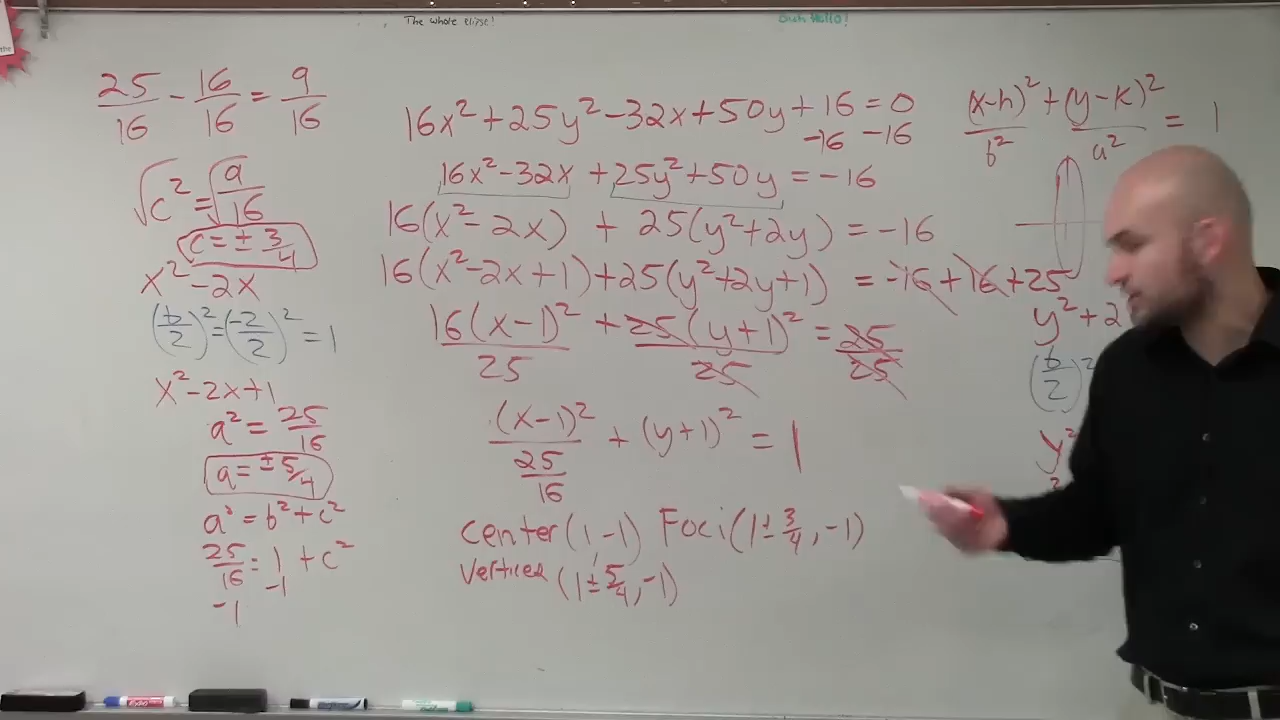 The whole elipse!
25/16 - 16/16 = 9/16
√c² = √a/16
c = ± 3/4
x² - 2x
(b/2)² = (-2/2)² = 1
x² - 2x + 1
a² = 25/16
a = ± 5/4
a² = b² + c²
25/16 = 1 + c²
-1 -1
16x² + 25y² - 32x + 50y + 16 = 0
-16 -16
16x² - 32x + 25y² + 50y = -16
16(x² - 2x) + 25(y² + 2y) = -16
16(x² - 2x + 1) + 25(y² + 2y + 1) = -16 + 16 + 25
16(x-1)²/25 + 25(y+1)²/25 = 25/25
(x-1)²/(25/16) + (y+1)² = 1
center (1, -1) Foci (1 ± 3/4, -1)
Vertices (1 ± 5/4, -1)
(x-h)²/b² + (y-k)²/a² = 1
y² + 2
(b/2)²
y²